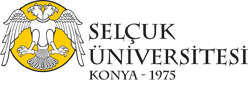 SELÇUK
ÜNİVERSİTESİ
KONYA - 1975